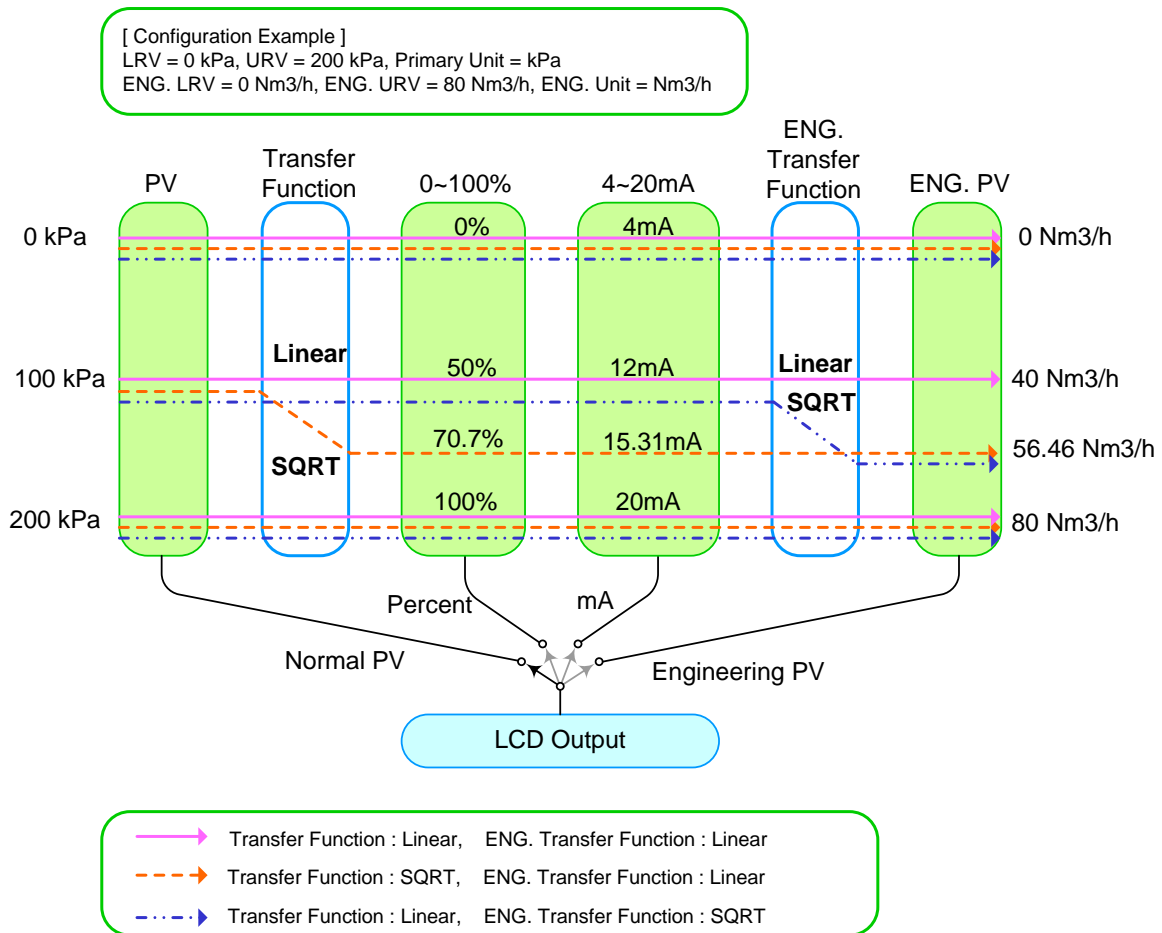 [ Configuration Example ]
LRV = 0 kPa, URV = 200 kPa, Primary Unit = kPa
ENG. LRV = 0 Nm3/h, ENG. URV = 80 Nm3/h, ENG. Unit = Nm3/h
PV
Transfer
Function
0~100%
4~20mA
ENG.
Transfer
Function
ENG. PV
0 kPa
0%
4mA
0 Nm3/h
Linear
Linear
100 kPa
50%
12mA
40 Nm3/h
SQRT
70.7%
15.31mA
56.46 Nm3/h
SQRT
100%
20mA
200 kPa
80 Nm3/h
Percent
mA
Normal PV
Engineering PV
LCD Output
Transfer Function : Linear, ENG. Transfer Function : Linear
Transfer Function : SQRT, ENG. Transfer Function : Linear
Transfer Function : Linear, ENG. Transfer Function : SQRT